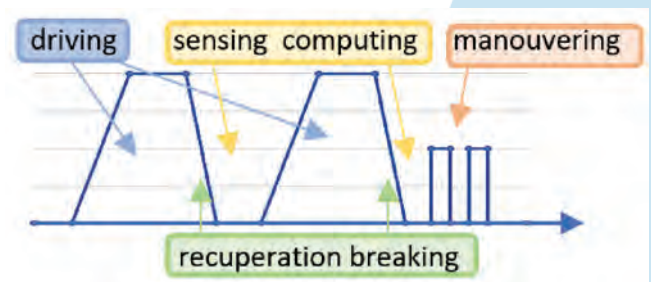 driving
sensing computing
manouvering
recuperation breaking